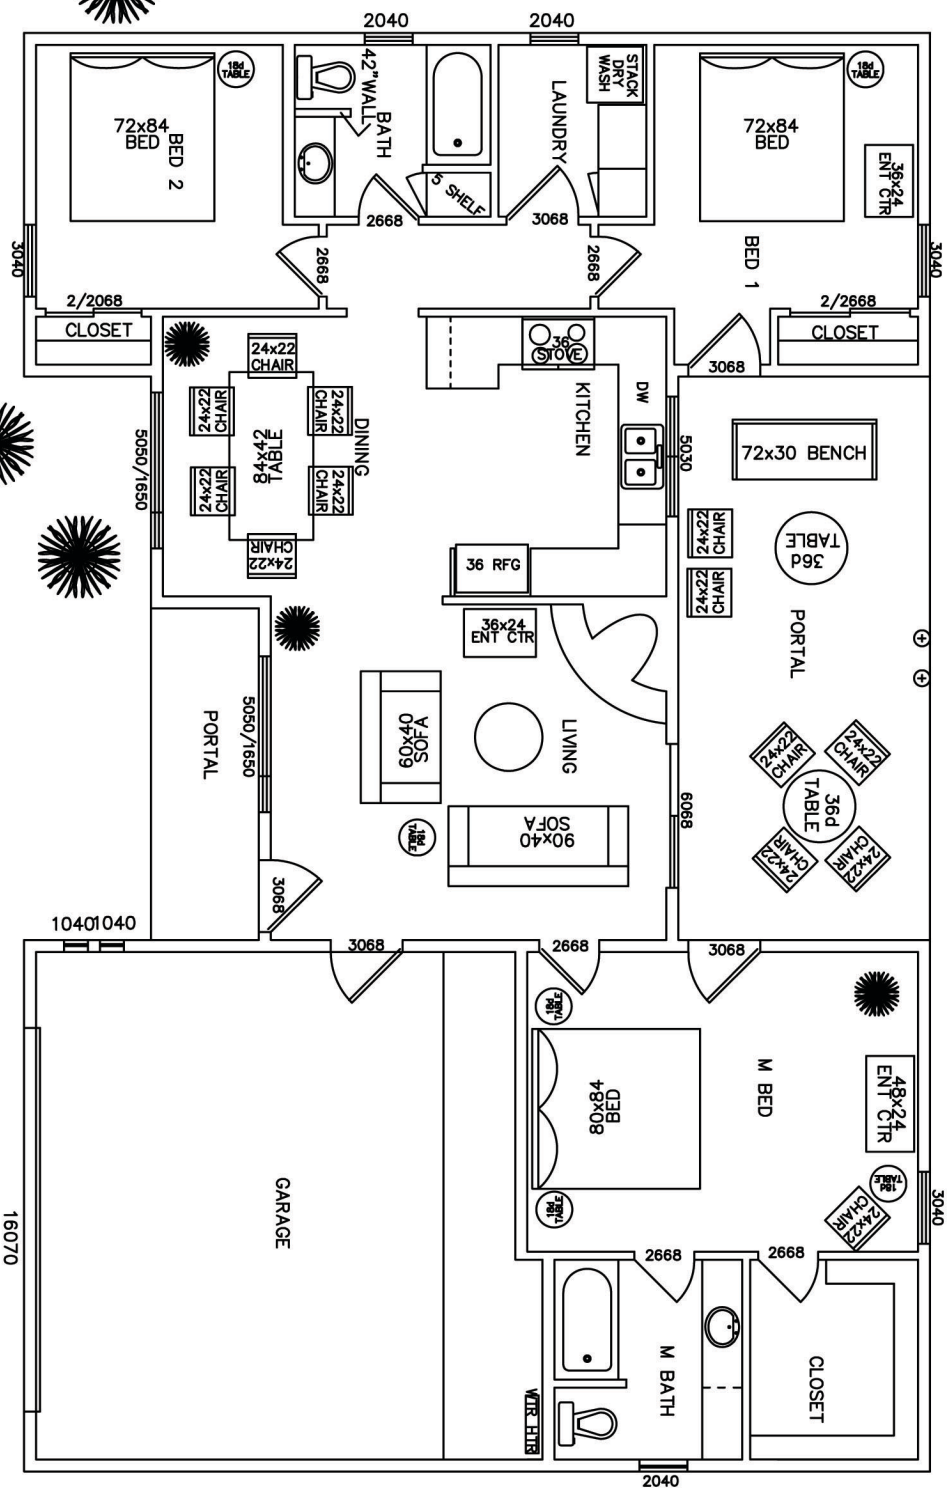 2040
2040
18d
TABLE
42"WALL
BATH
LAUNDRY
STACK
DRY
WASH
18d
TABLE
72x84
BED
BED 2
72x84
BED
36x24
ENT CTR
5 SHELF
2668
3068
3040
2668
2668
BED 1
3040
2/2068
CLOSET
2/2668
CLOSET
24x22
CHAIR
36
STOVE
3068
24x22
CHAIR
24x22
CHAIR
DINING
KITCHEN
DW
5050/1650
84x42
TABLE
5030
72x30 BENCH
24x22
CHAIR
24x22
CHAIR
24x22
CHAIR
24x22
CHAIR
36d
TABLE
36 RFG
24x22
CHAIR
36x24
ENT CTR
PORTAL
PORTAL
5050/1650
60x40
SOFA
LIVING
24x22
CHAIR
24x22
CHAIR
6068
36d
TABLE
18d
TABLE
90x40
SOFA
24x22
CHAIR
24x22
CHAIR
3068
1040
1040
3068
2668
3068
18d
TABLE
M BED
48x24
ENT CTR
80x84
BED
18d
TABLE
18d
TABLE
24x22
CHAIR
3040
GARAGE
16070
2668
2668
M BATH
CLOSET
WTR HTR
2040